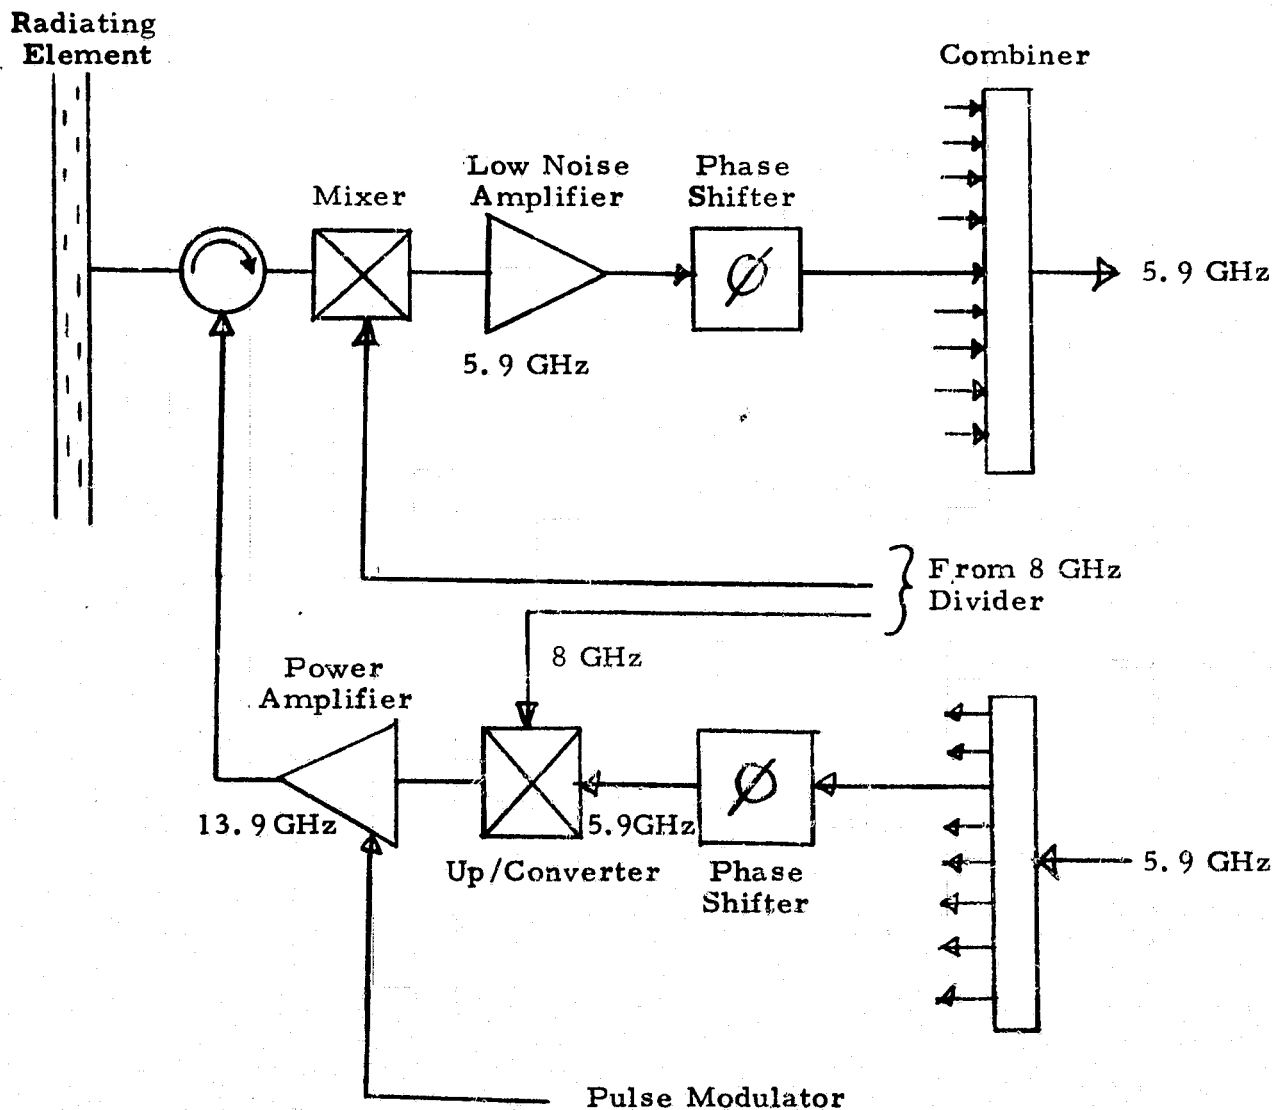 Radiating
Element
Combiner
Low Noise
Amplifier
Phase
Shifter
Mixer
Ø
5.9 GHz
5.9 GHz
From 8 GHz
Divider
8 GHz
Power
Amplifier
Ø
13.9 GHz
5.9GHz
5.9 GHz
Up/Converter
Phase
Shifter
Pulse Modulator